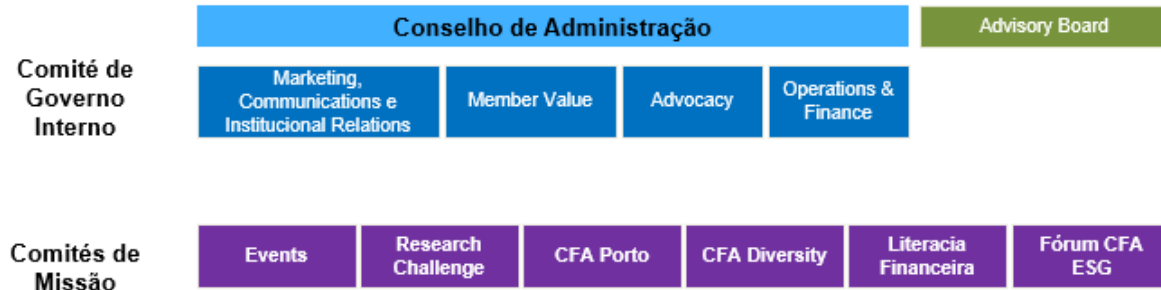 Conselho de Administração
Advisory Board
Comité de
Governo
Interno
Marketing,
Communications e
Institucional Relations
Member Value
Advocacy
Operations &
Finance
Comités de
Missão
Events
Research
Challenge
CFA Porto
CFA Diversity
Literacia
Financeira
Fórum CFA
ESG